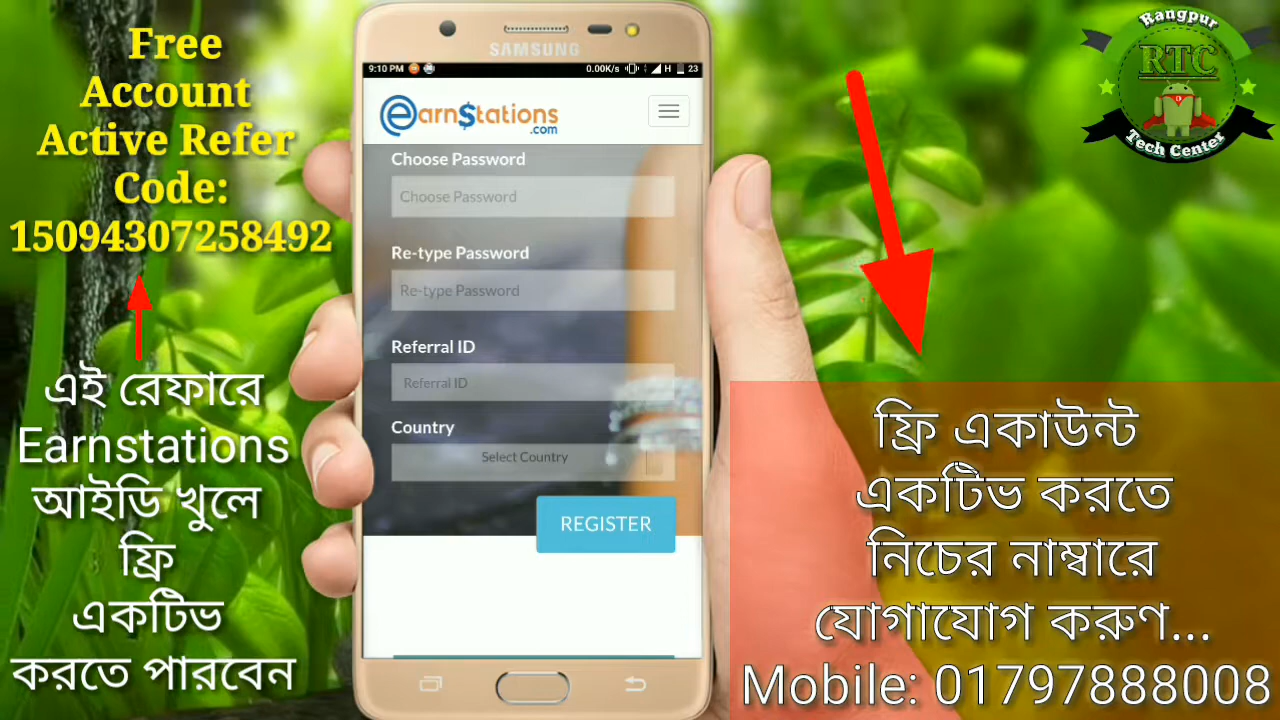 Free
Account
Active Refer
Code:
15094307258492
এই রেফারে
Earnstations
আইডি খুলে
ফ্রি
একটিভ
করতে পারবেন
SAMSUNG
9:10 PM
0.00K/s H 23
earn$tations
.com
Choose Password
Choose Password
Re-type Password
Re-type Password
Referral ID
Referral ID
Country
Select Country
REGISTER
Rangpur
RTC
Tech Center
ফ্রি একাউন্ট
একটিভ করতে
নিচের নাম্বারে
যোগাযোগ করুণ...
Mobile: 01797888008